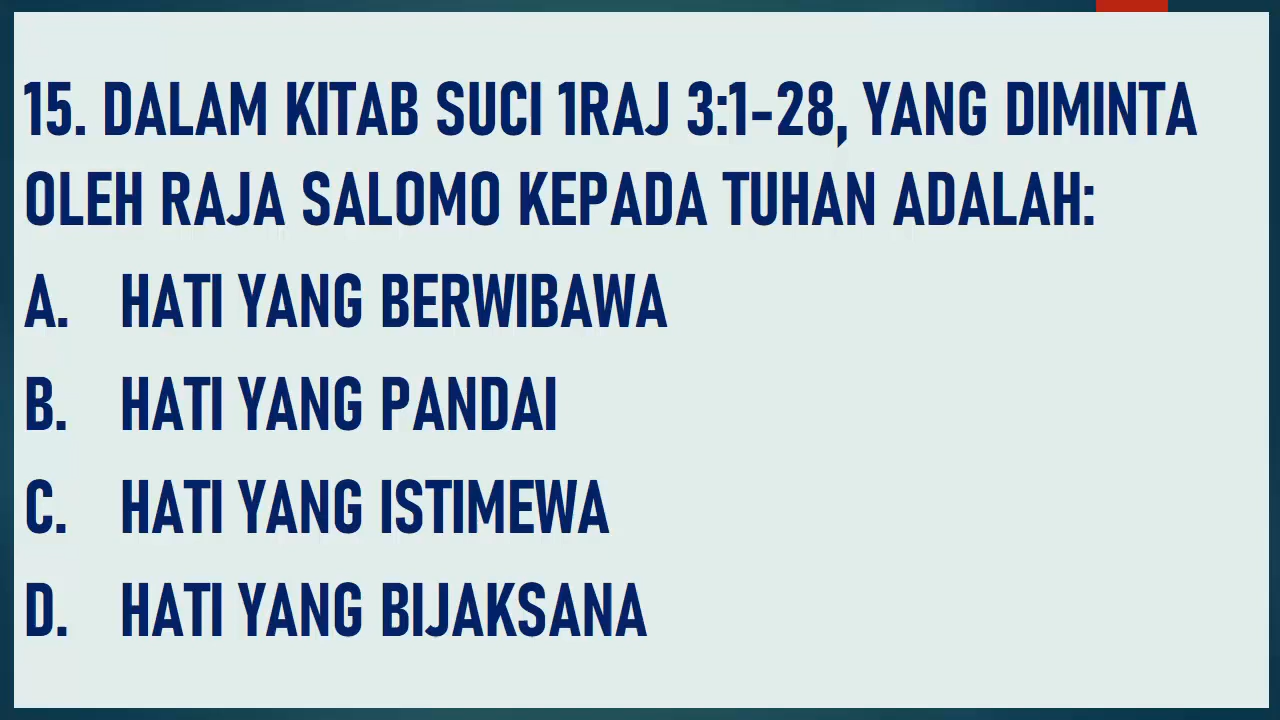 15. DALAM KITAB SUCI 1RAJ 3:1-28, YANG DIMINTA
OLEH RAJA SALOMO KEPADA TUHAN ADALAH:
A. HATI YANG BERWIBAWA
B. HATI YANG PANDAI
C. HATI YANG ISTIMEWA
D. HATI YANG BIJAKSANA